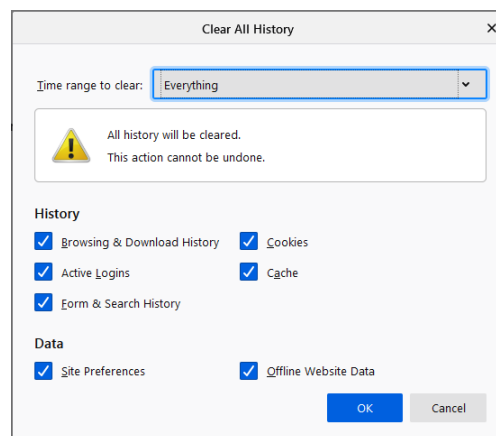 Clear All History
Time range to clear: Everything
All history will be cleared.
This action cannot be undone.
History
Browsing & Download History Cookies
Active Logins Cache
Form & Search History
Data
Site Preferences Offline Website Data
OK Cancel